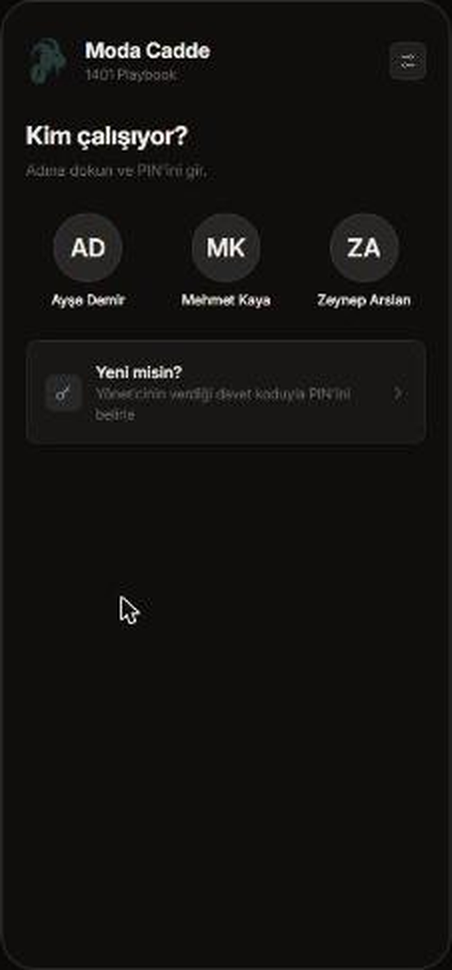 Moda Cadde
1401 Playbook
Kim çalışıyor?
Adına dokun ve PIN'ini gir.
AD
MK
ZA
Ayşe Demir
Mehmet Kaya
Zeynep Arslan
Yeni misin?
Yöneticinin verdiği davet koduyla PIN'ini
belirle